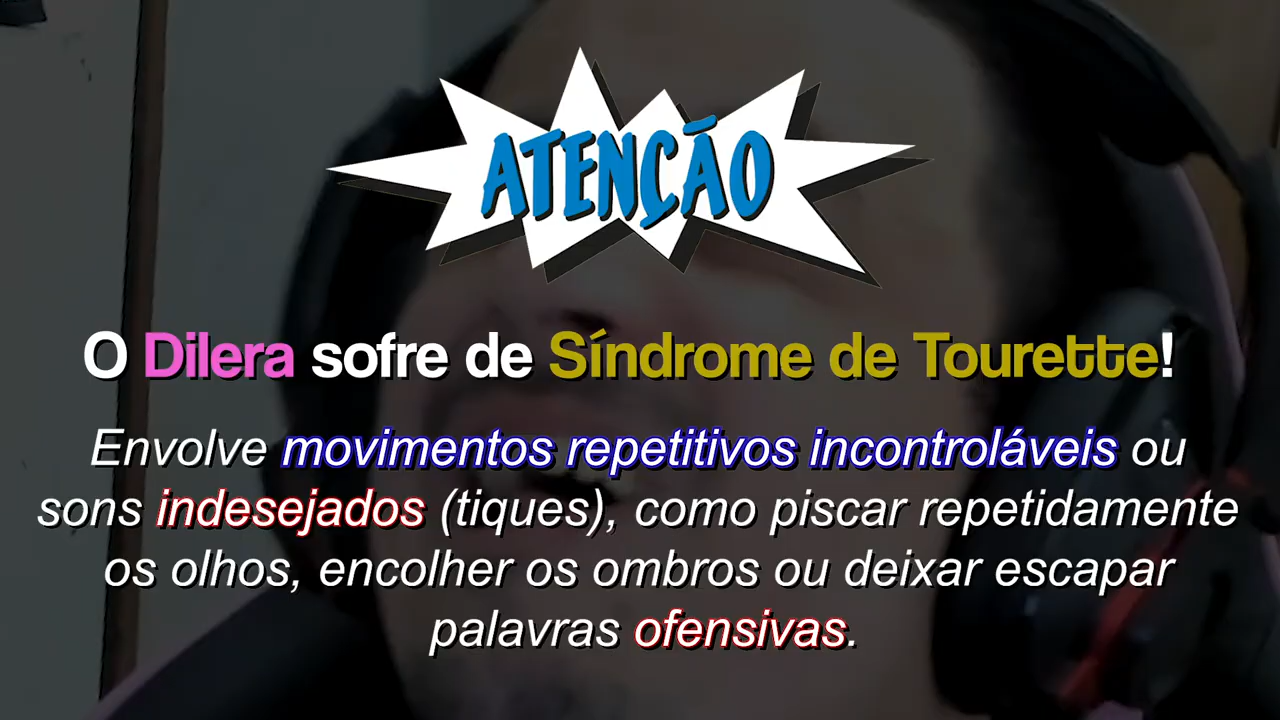 ATENÇÃO
O Dilera sofre de Síndrome de Tourette!
Envolve movimentos repetitivos incontroláveis ou
sons indesejados (tiques), como piscar repetidamente
os olhos, encolher os ombros ou deixar escapar
palavras ofensivas.